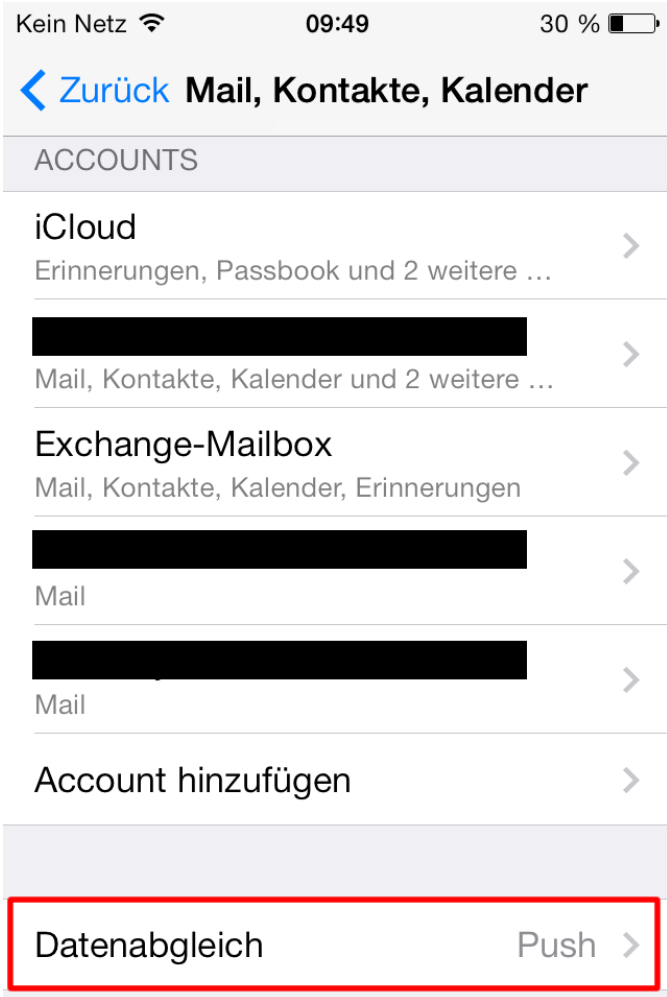 Kein Netz 09:49 30 %
Zurück Mail, Kontakte, Kalender
ACCOUNTS
iCloud
Erinnerungen, Passbook und 2 weitere ...
Mail, Kontakte, Kalender und 2 weitere ...
Exchange-Mailbox
Mail, Kontakte, Kalender, Erinnerungen
Mail
Mail
Account hinzufügen
Datenabgleich Push